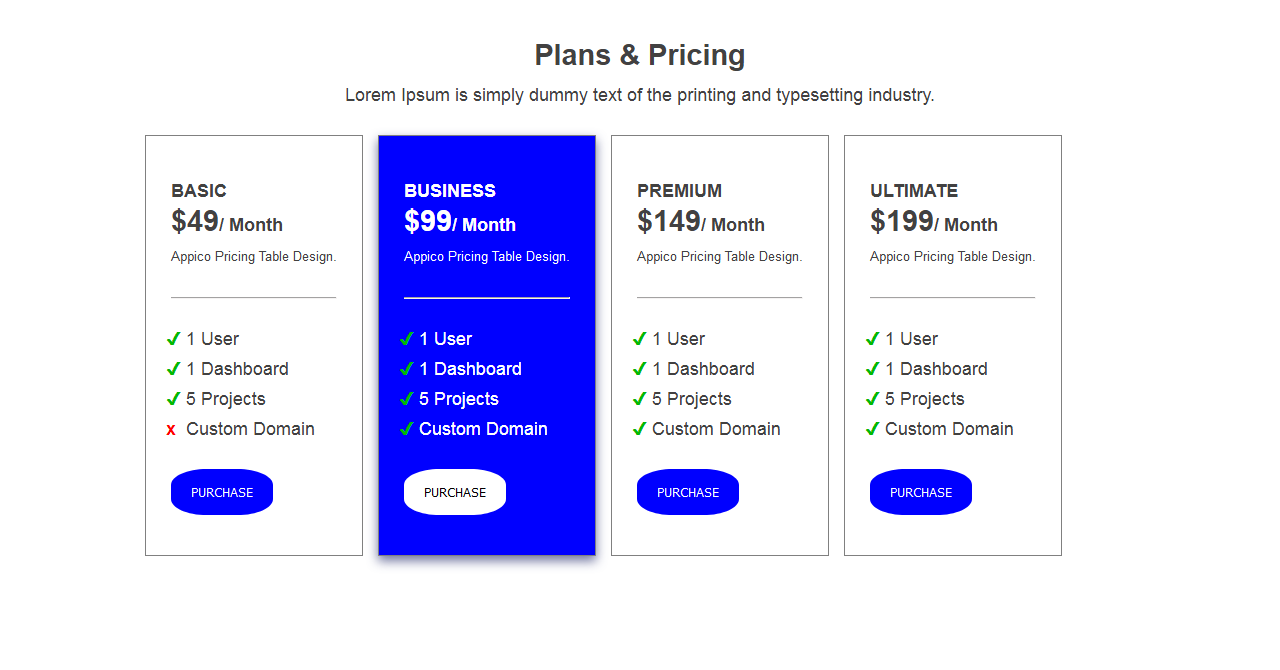 Plans & Pricing
Lorem Ipsum is simply dummy text of the printing and typesetting industry.
BASIC
$49/ Month
Appico Pricing Table Design.
✔ 1 User
✔ 1 Dashboard
✔ 5 Projects
x Custom Domain
PURCHASE
BUSINESS
$99/ Month
Appico Pricing Table Design.
✔ 1 User
✔ 1 Dashboard
✔ 5 Projects
✔ Custom Domain
PURCHASE
PREMIUM
$149/ Month
Appico Pricing Table Design.
✔ 1 User
✔ 1 Dashboard
✔ 5 Projects
✔ Custom Domain
PURCHASE
ULTIMATE
$199/ Month
Appico Pricing Table Design.
✔ 1 User
✔ 1 Dashboard
✔ 5 Projects
✔ Custom Domain
PURCHASE